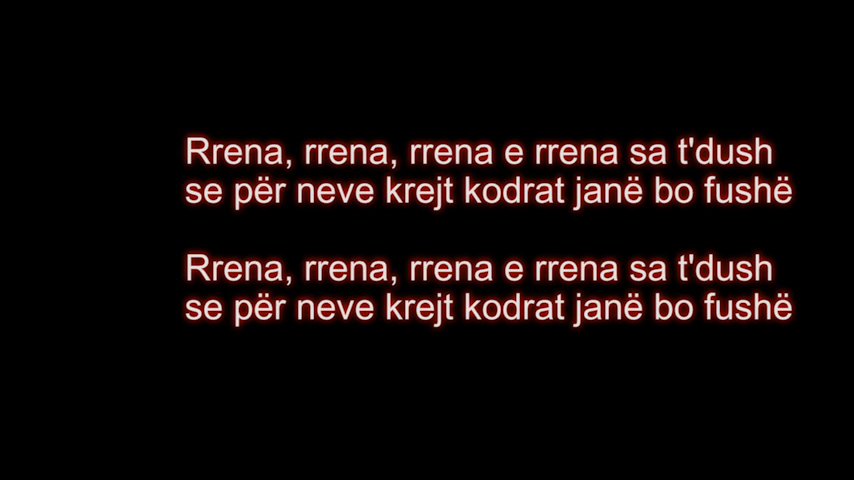 Rrena, rrena, rrena e rrena sa t'dush
se për neve krejt kodrat janë bo fushë
Rrena, rrena, rrena e rrena sa t'dush
se për neve krejt kodrat janë bo fushë